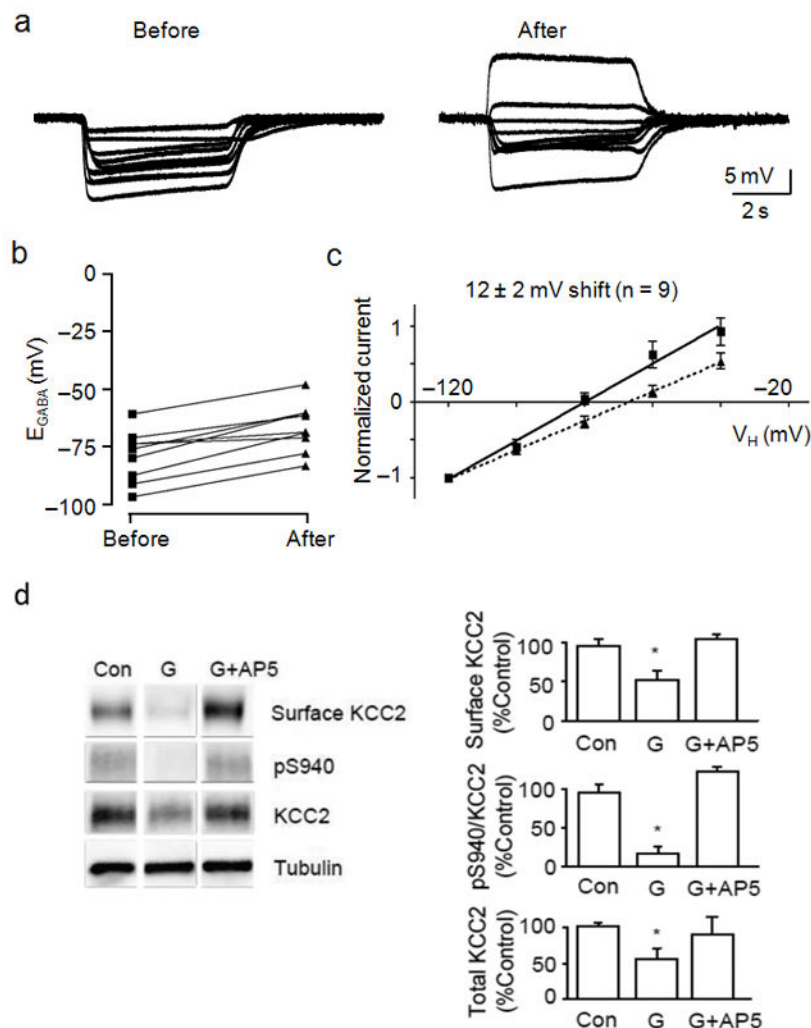 a
Before
After
5 mV
2 s
b
0
−25
−50
−75
−100
E_GABA (mV)
Before
After
c
12 ± 2 mV shift (n = 9)
Normalized current
1
0
−1
−120
−20
V_H (mV)
d
Con G G+AP5
Surface KCC2
pS940
KCC2
Tubulin
Surface KCC2
(%Control)
100
50
0
*
Con G G+AP5
pS940/KCC2
(%Control)
100
50
0
*
Con G G+AP5
Total KCC2
(%Control)
100
50
0
*
Con G G+AP5